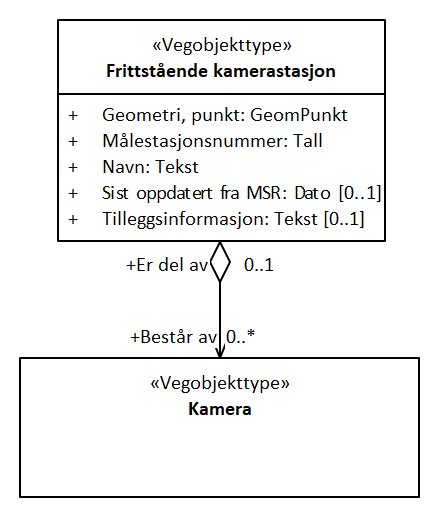 «Vegobjekttype»
Frittstående kamerastasjon
+ Geometri, punkt: GeomPunkt
+ Målestasjonsnummer: Tall
+ Navn: Tekst
+ Sist oppdatert fra MSR: Dato [0..1]
+ Tilleggsinformasjon: Tekst [0..1]
+Er del av 0..1
+Består av 0..*
«Vegobjekttype»
Kamera